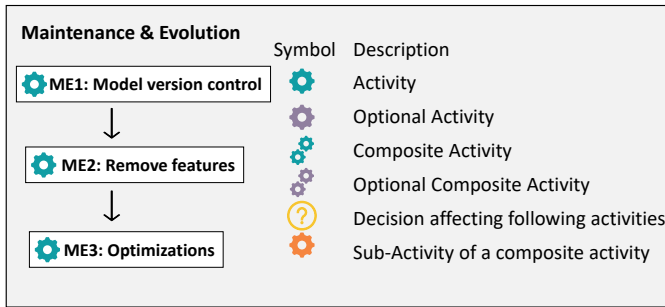 Maintenance & Evolution
Symbol Description
ME1: Model version control
Activity
Optional Activity
ME2: Remove features
Composite Activity
Optional Composite Activity
?
Decision affecting following activities
ME3: Optimizations
Sub-Activity of a composite activity